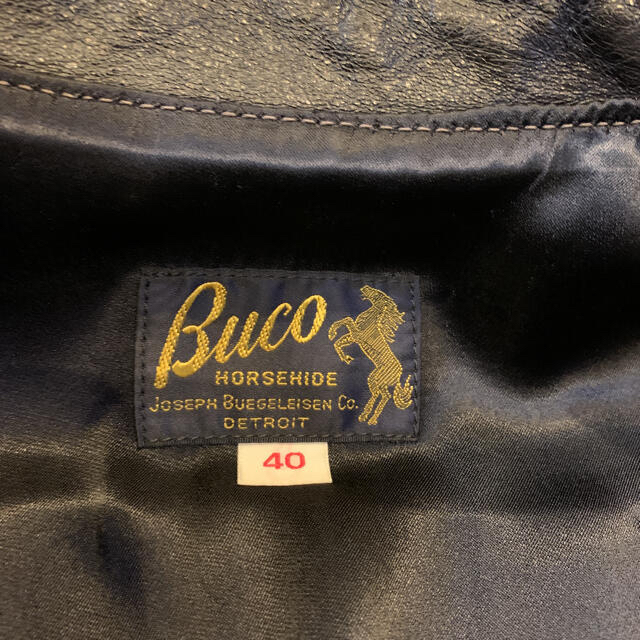 Buco
HORSEHIDE
JOSEPH BUEGELEISEN CO.
DETROIT
40